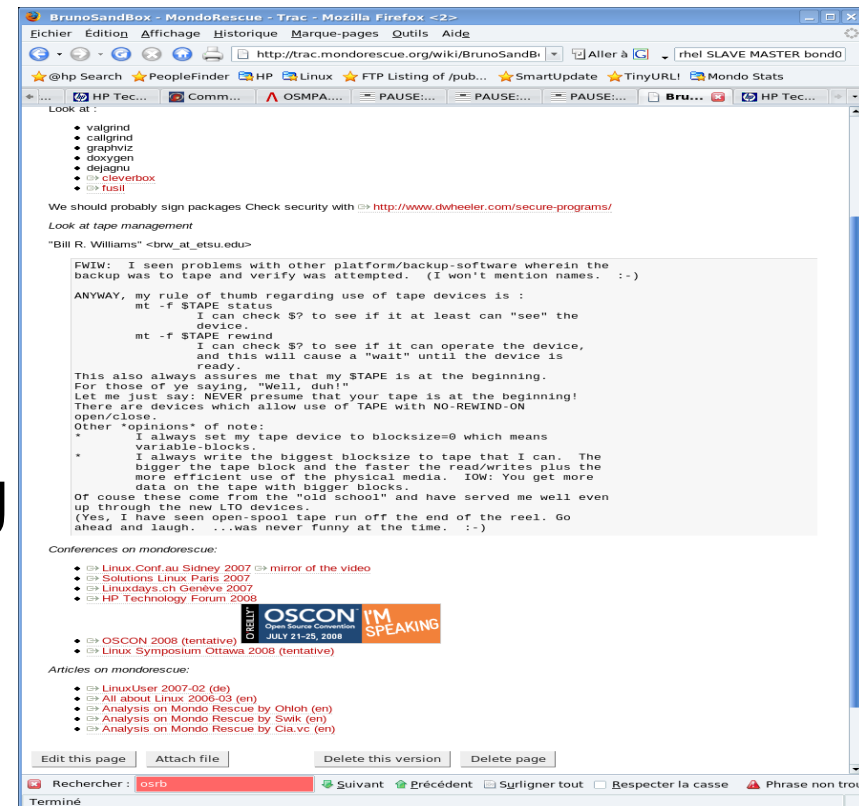 BrunoSandBox - MondoRescue - Trac - Mozilla Firefox <2>
Fichier Édition Affichage Historique Marque-pages Outils Aide
http://trac.mondorescue.org/wiki/BrunoSandB Aller à G rhel SLAVE MASTER bond0
@hp Search PeopleFinder HP Linux FTP Listing of /pub... SmartUpdate TinyURL! Mondo Stats
... HP Tec... Comm... OSMPA.... PAUSE:... PAUSE:... PAUSE:... Bru... HP Tec...
Look at :
valgrind
callgrind
graphviz
doxygen
dejagnu
cleverbox
fusil
We should probably sign packages Check security with http://www.dwheeler.com/secure-programs/
Look at tape management
"Bill R. Williams" <brw_at_etsu.edu>
FWIW: I seen problems with other platform/backup-software wherein the
backup was to tape and verify was attempted. (I won't mention names. :-)
ANYWAY, my rule of thumb regarding use of tape devices is :
mt -f $TAPE status
I can check $? to see if it at least can "see" the
device.
mt -f $TAPE rewind
I can check $? to see if it can operate the device,
and this will cause a "wait" until the device is
ready.
This also always assures me that my $TAPE is at the beginning.
For those of ye saying, "Well, duh!"
Let me just say: NEVER presume that your tape is at the beginning!
There are devices which allow use of TAPE with NO-REWIND-ON
open/close.
Other *opinions* of note:
* I always set my tape device to blocksize=0 which means
variable-blocks.
* I always write the biggest blocksize to tape that I can. The
bigger the tape block and the faster the read/writes plus the
more efficient use of the physical media. IOW: You get more
data on the tape with bigger blocks.
Of couse these come from the "old school" and have served me well even
up through the new LTO devices.
(Yes, I have seen open-spool tape run off the end of the reel. Go
ahead and laugh. ...was never funny at the time. :-)
Conferences on mondorescue:
Linux.Conf.au Sidney 2007 mirror of the video
Solutions Linux Paris 2007
Linuxdays.ch Genève 2007
HP Technology Forum 2008
O'REILLY OSCON Open Source Convention JULY 21-25, 2008 I'M SPEAKING
OSCON 2008 (tentative)
Linux Symposium Ottawa 2008 (tentative)
Articles on mondorescue:
LinuxUser 2007-02 (de)
All about Linux 2006-03 (en)
Analysis on Mondo Rescue by Ohloh (en)
Analysis on Mondo Rescue by Swik (en)
Analysis on Mondo Rescue by Cia.vc (en)
Edit this page Attach file Delete this version Delete page
Rechercher : osrb Suivant Précédent Surligner tout Respecter la casse Phrase non trou
Terminé